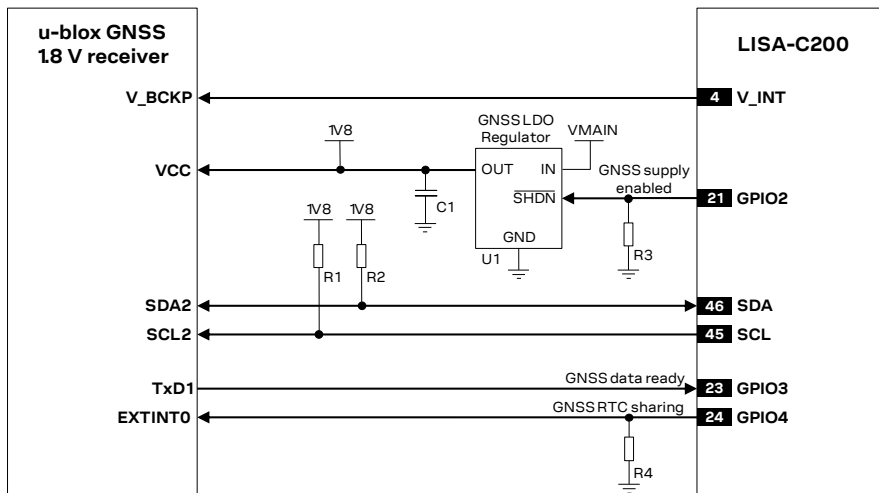 u-blox GNSS
1.8 V receiver
LISA-C200
V_BCKP
4 V_INT
GNSS LDO
Regulator
VMAIN
1V8
VCC
OUT IN
GNSS supply
enabled
C1
SHDN
21 GPIO2
1V8 1V8
GND
U1
R3
R1
R2
SDA2
46 SDA
SCL2
45 SCL
TxD1
GNSS data ready
23 GPIO3
GNSS RTC sharing
EXTINT0
24 GPIO4
R4